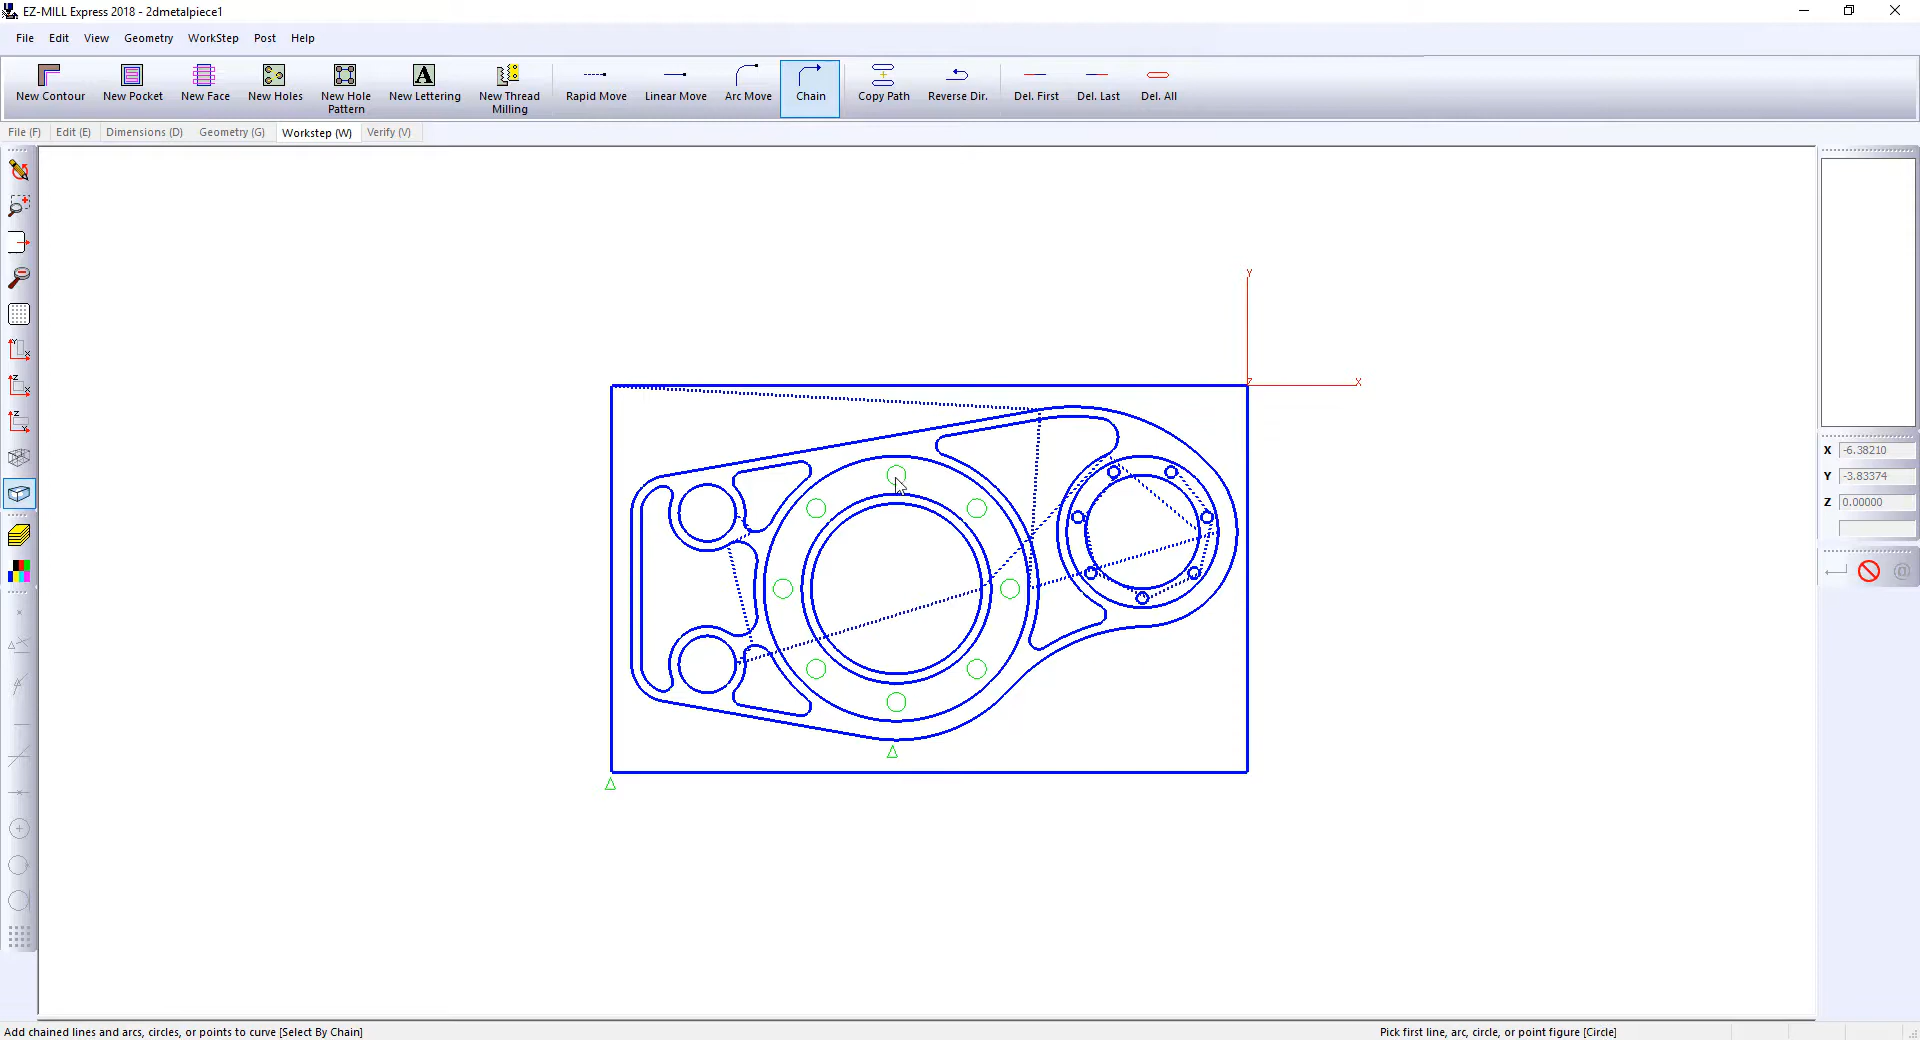 EZ-MILL Express 2018 - 2dmetalpiece1
File Edit View Geometry WorkStep Post Help
New Contour New Pocket New Face New Holes New Hole Pattern New Lettering New Thread Milling Rapid Move Linear Move Arc Move Chain Copy Path Reverse Dir. Del. First Del. Last Del. All
File (F) Edit (E) Dimensions (D) Geometry (G) Workstep (W) Verify (V)
Y
Z X
X -6.38210
Y -3.83374
Z 0.00000
Add chained lines and arcs, circles, or points to curve [Select By Chain] Pick first line, arc, circle, or point figure [Circle]